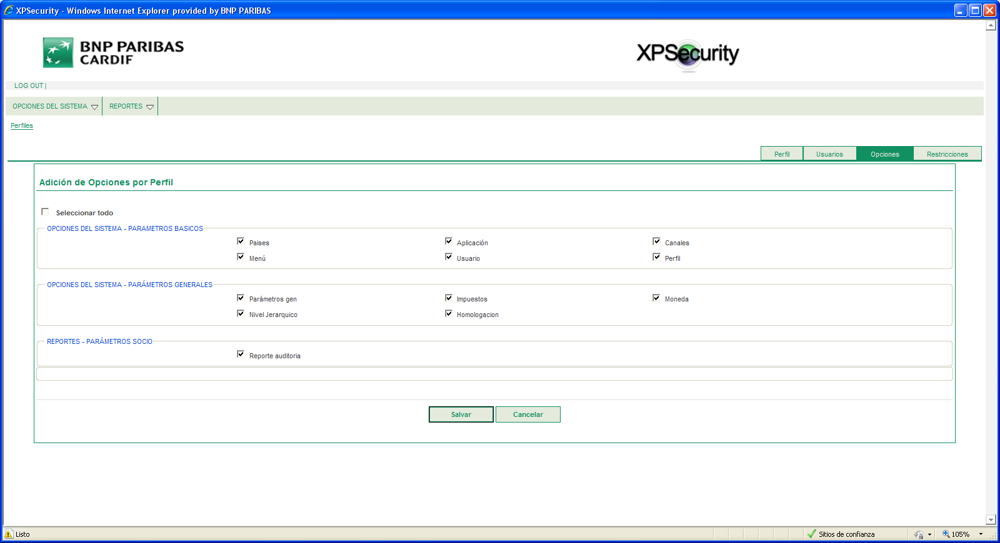 XPSecurity - Windows Internet Explorer provided by BNP PARIBAS
BNP PARIBAS
CARDIF
XPSecurity
LOG OUT |
OPCIONES DEL SISTEMA
REPORTES
Perfiles
Perfil
Usuarios
Opciones
Restricciones
Adición de Opciones por Perfil
Seleccionar todo
OPCIONES DEL SISTEMA - PARAMETROS BASICOS
Paises
Aplicación
Canales
Menú
Usuario
Perfil
OPCIONES DEL SISTEMA - PARÁMETROS GENERALES
Parámetros gen
Impuestos
Moneda
Nivel Jerarquico
Homologacion
REPORTES - PARÁMETROS SOCIO
Reporte auditoria
Salvar
Cancelar
Listo
Sitios de confianza
105%